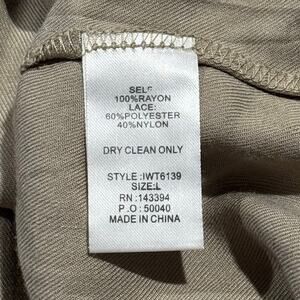 SELF
100%RAYON
LACE:
60%POLYESTER
40%NYLON
DRY CLEAN ONLY
STYLE :IWT6139
SIZE:L
RN : 143394
P .O : 50040
MADE IN CHINA